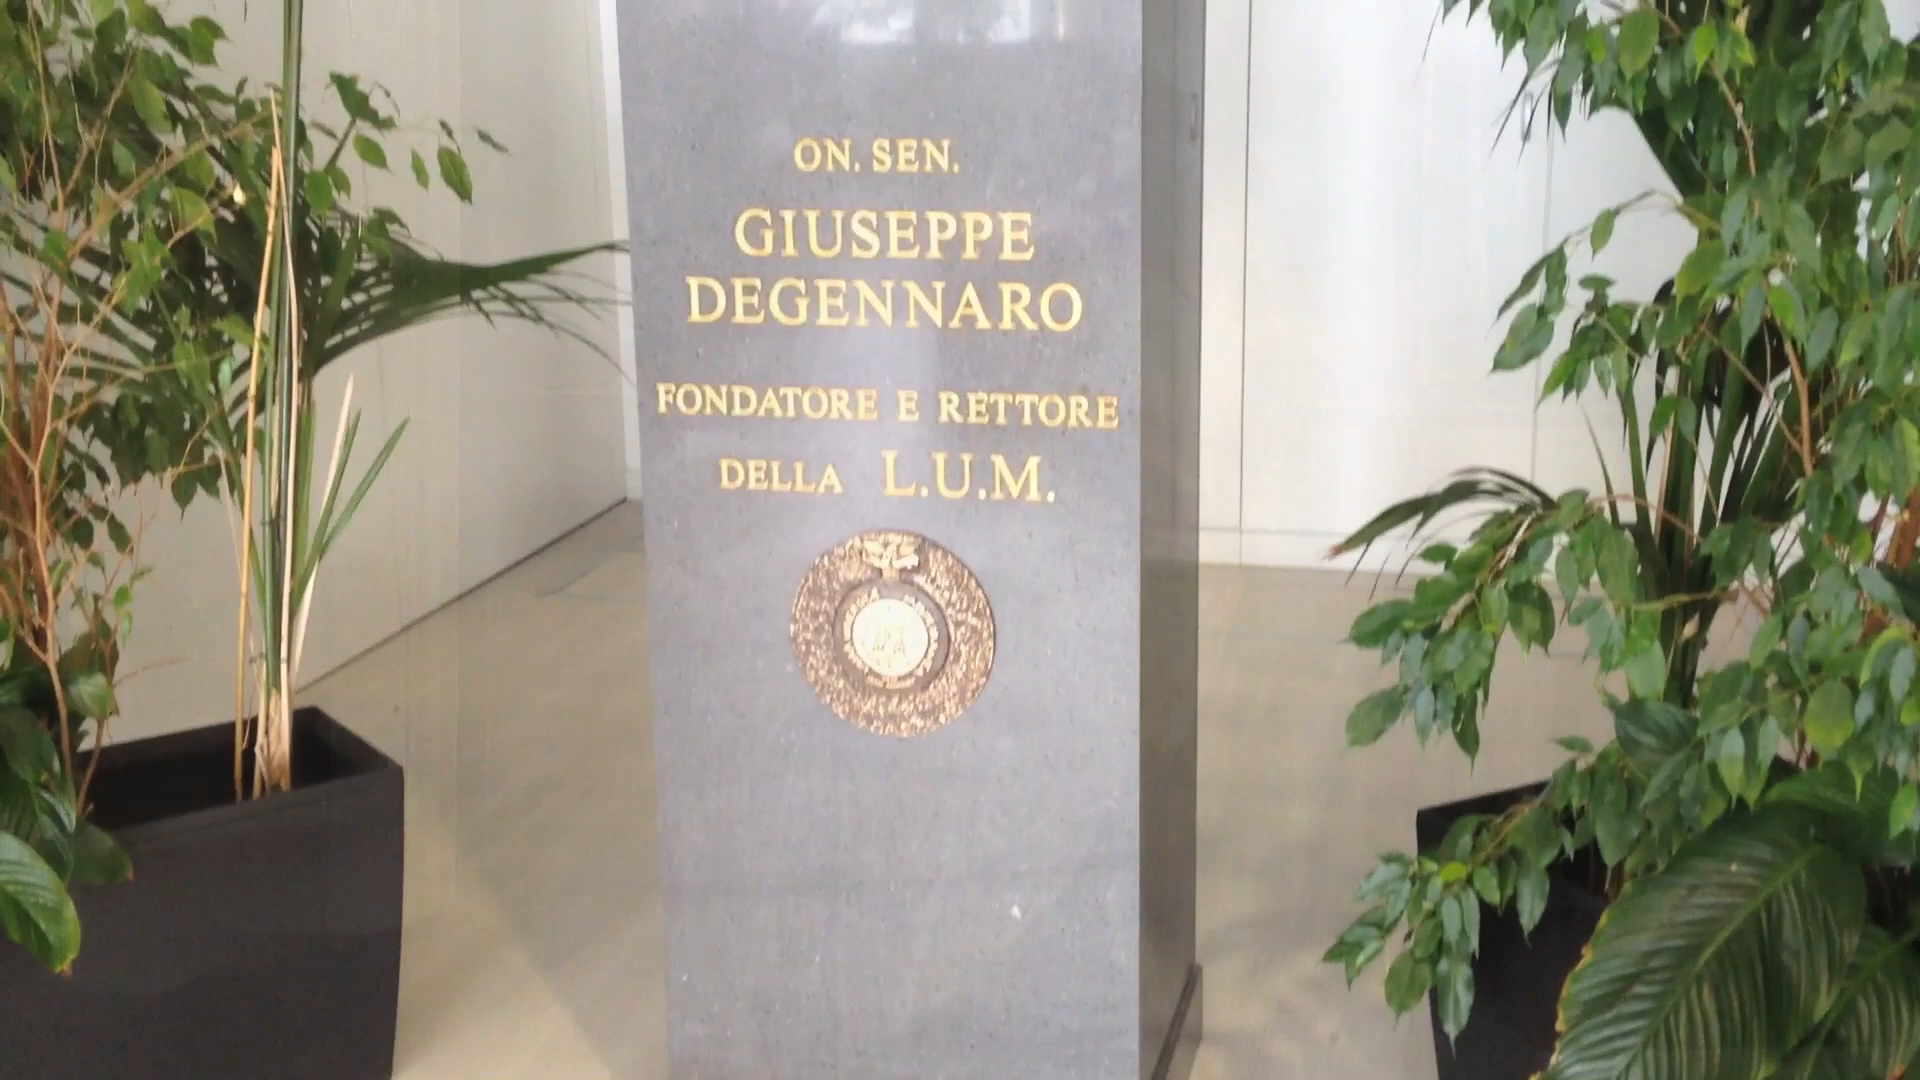 ON. SEN.
GIUSEPPE
DEGENNARO
FONDATORE E RETTORE
DELLA L.U.M.